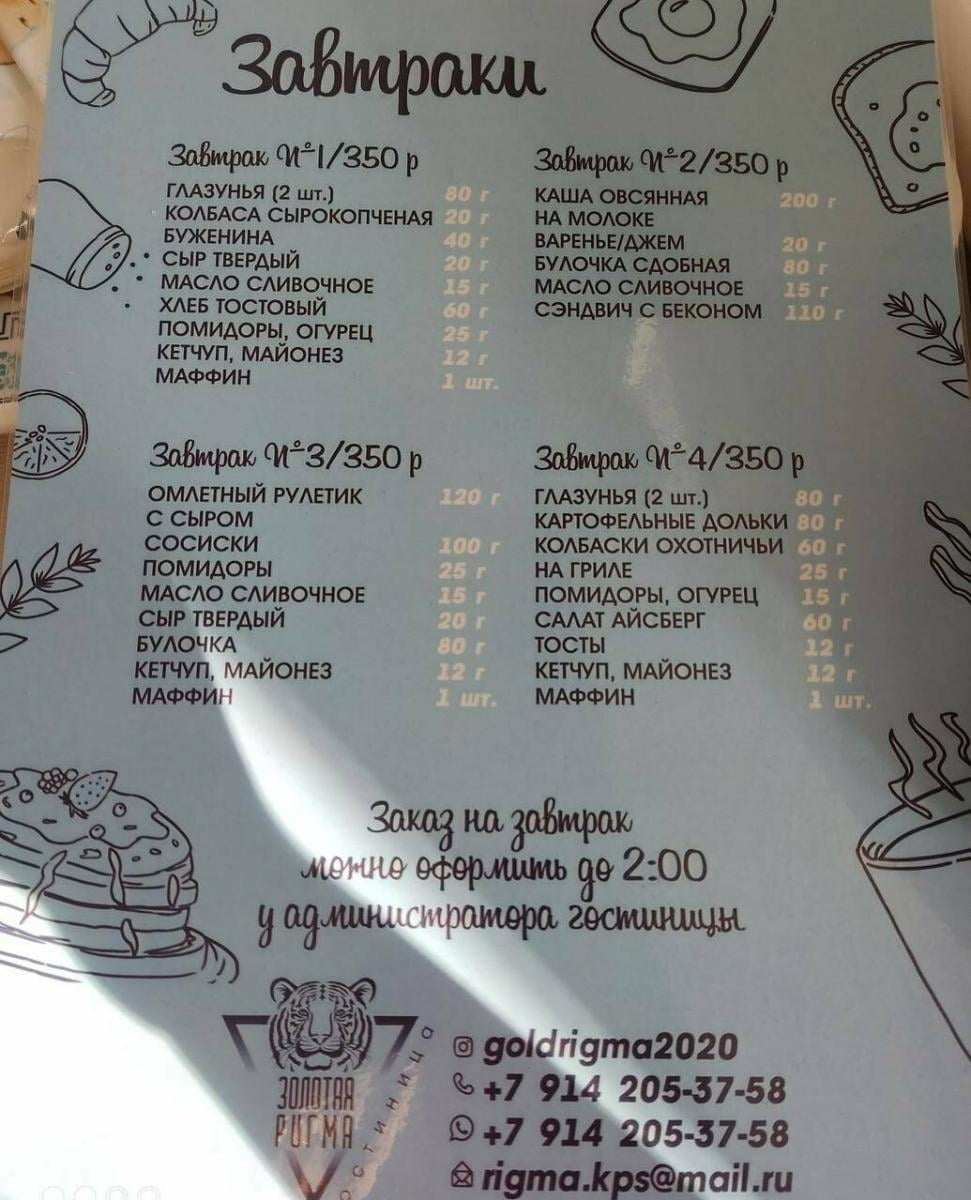 Завтраки
Завтрак №1/350 р
ГЛАЗУНЬЯ (2 шт.) 80 г
КОЛБАСА СЫРОКОПЧЕНАЯ 20 г
БУЖЕНИНА 40 г
СЫР ТВЕРДЫЙ 20 г
МАСЛО СЛИВОЧНОЕ 15 г
ХЛЕБ ТОСТОВЫЙ 60 г
ПОМИДОРЫ, ОГУРЕЦ 25 г
КЕТЧУП, МАЙОНЕЗ 12 г
МАФФИН 1 шт.
Завтрак №2/350 р
КАША ОВСЯННАЯ 200 г
НА МОЛОКЕ
ВАРЕНЬЕ/ДЖЕМ 20 г
БУЛОЧКА СДОБНАЯ 80 г
МАСЛО СЛИВОЧНОЕ 15 г
СЭНДВИЧ С БЕКОНОМ 110 г
Завтрак №3/350 р
ОМЛЕТНЫЙ РУЛЕТИК 120 г
С СЫРОМ
СОСИСКИ 100 г
ПОМИДОРЫ 25 г
МАСЛО СЛИВОЧНОЕ 15 г
СЫР ТВЕРДЫЙ 20 г
БУЛОЧКА 80 г
КЕТЧУП, МАЙОНЕЗ 12 г
МАФФИН 1 шт.
Завтрак №4/350 р
ГЛАЗУНЬЯ (2 шт.) 80 г
КАРТОФЕЛЬНЫЕ ДОЛЬКИ 80 г
КОЛБАСКИ ОХОТНИЧЬИ 60 г
НА ГРИЛЕ 25 г
ПОМИДОРЫ, ОГУРЕЦ 15 г
САЛАТ АЙСБЕРГ 60 г
ТОСТЫ 12 г
КЕТЧУП, МАЙОНЕЗ 12 г
МАФФИН 1 шт.
Заказ на завтрак
можно оформить до 2:00
у администратора гостиницы
ЗОЛОТАЯ
РИГМА
гостиница
goldrigma2020
+7 914 205-37-58
+7 914 205-37-58
rigma.kps@mail.ru